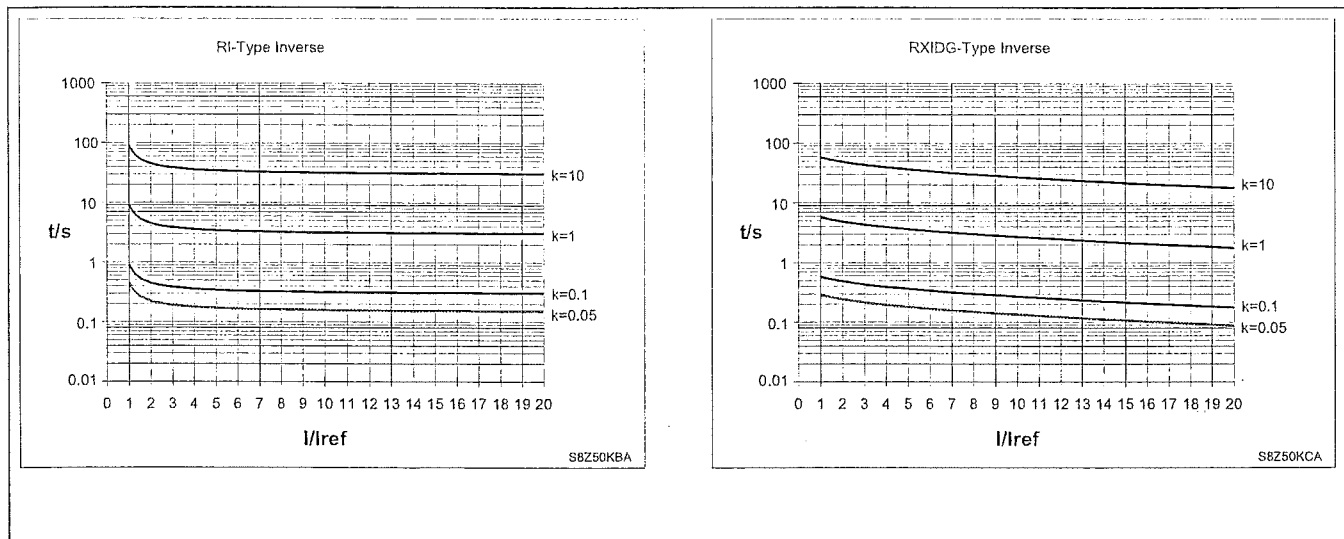 RI-Type Inverse
1000
100
10
1
0.1
0.01
t/s
k=10
k=1
k=0.1
k=0.05
0 1 2 3 4 5 6 7 8 9 10 11 12 13 14 15 16 17 18 19 20
I/Iref
S8Z50KBA
RXIDG-Type Inverse
1000
100
10
1
0.1
0.01
t/s
k=10
k=1
k=0.1
k=0.05
0 1 2 3 4 5 6 7 8 9 10 11 12 13 14 15 16 17 18 19 20
I/Iref
S8Z50KCA